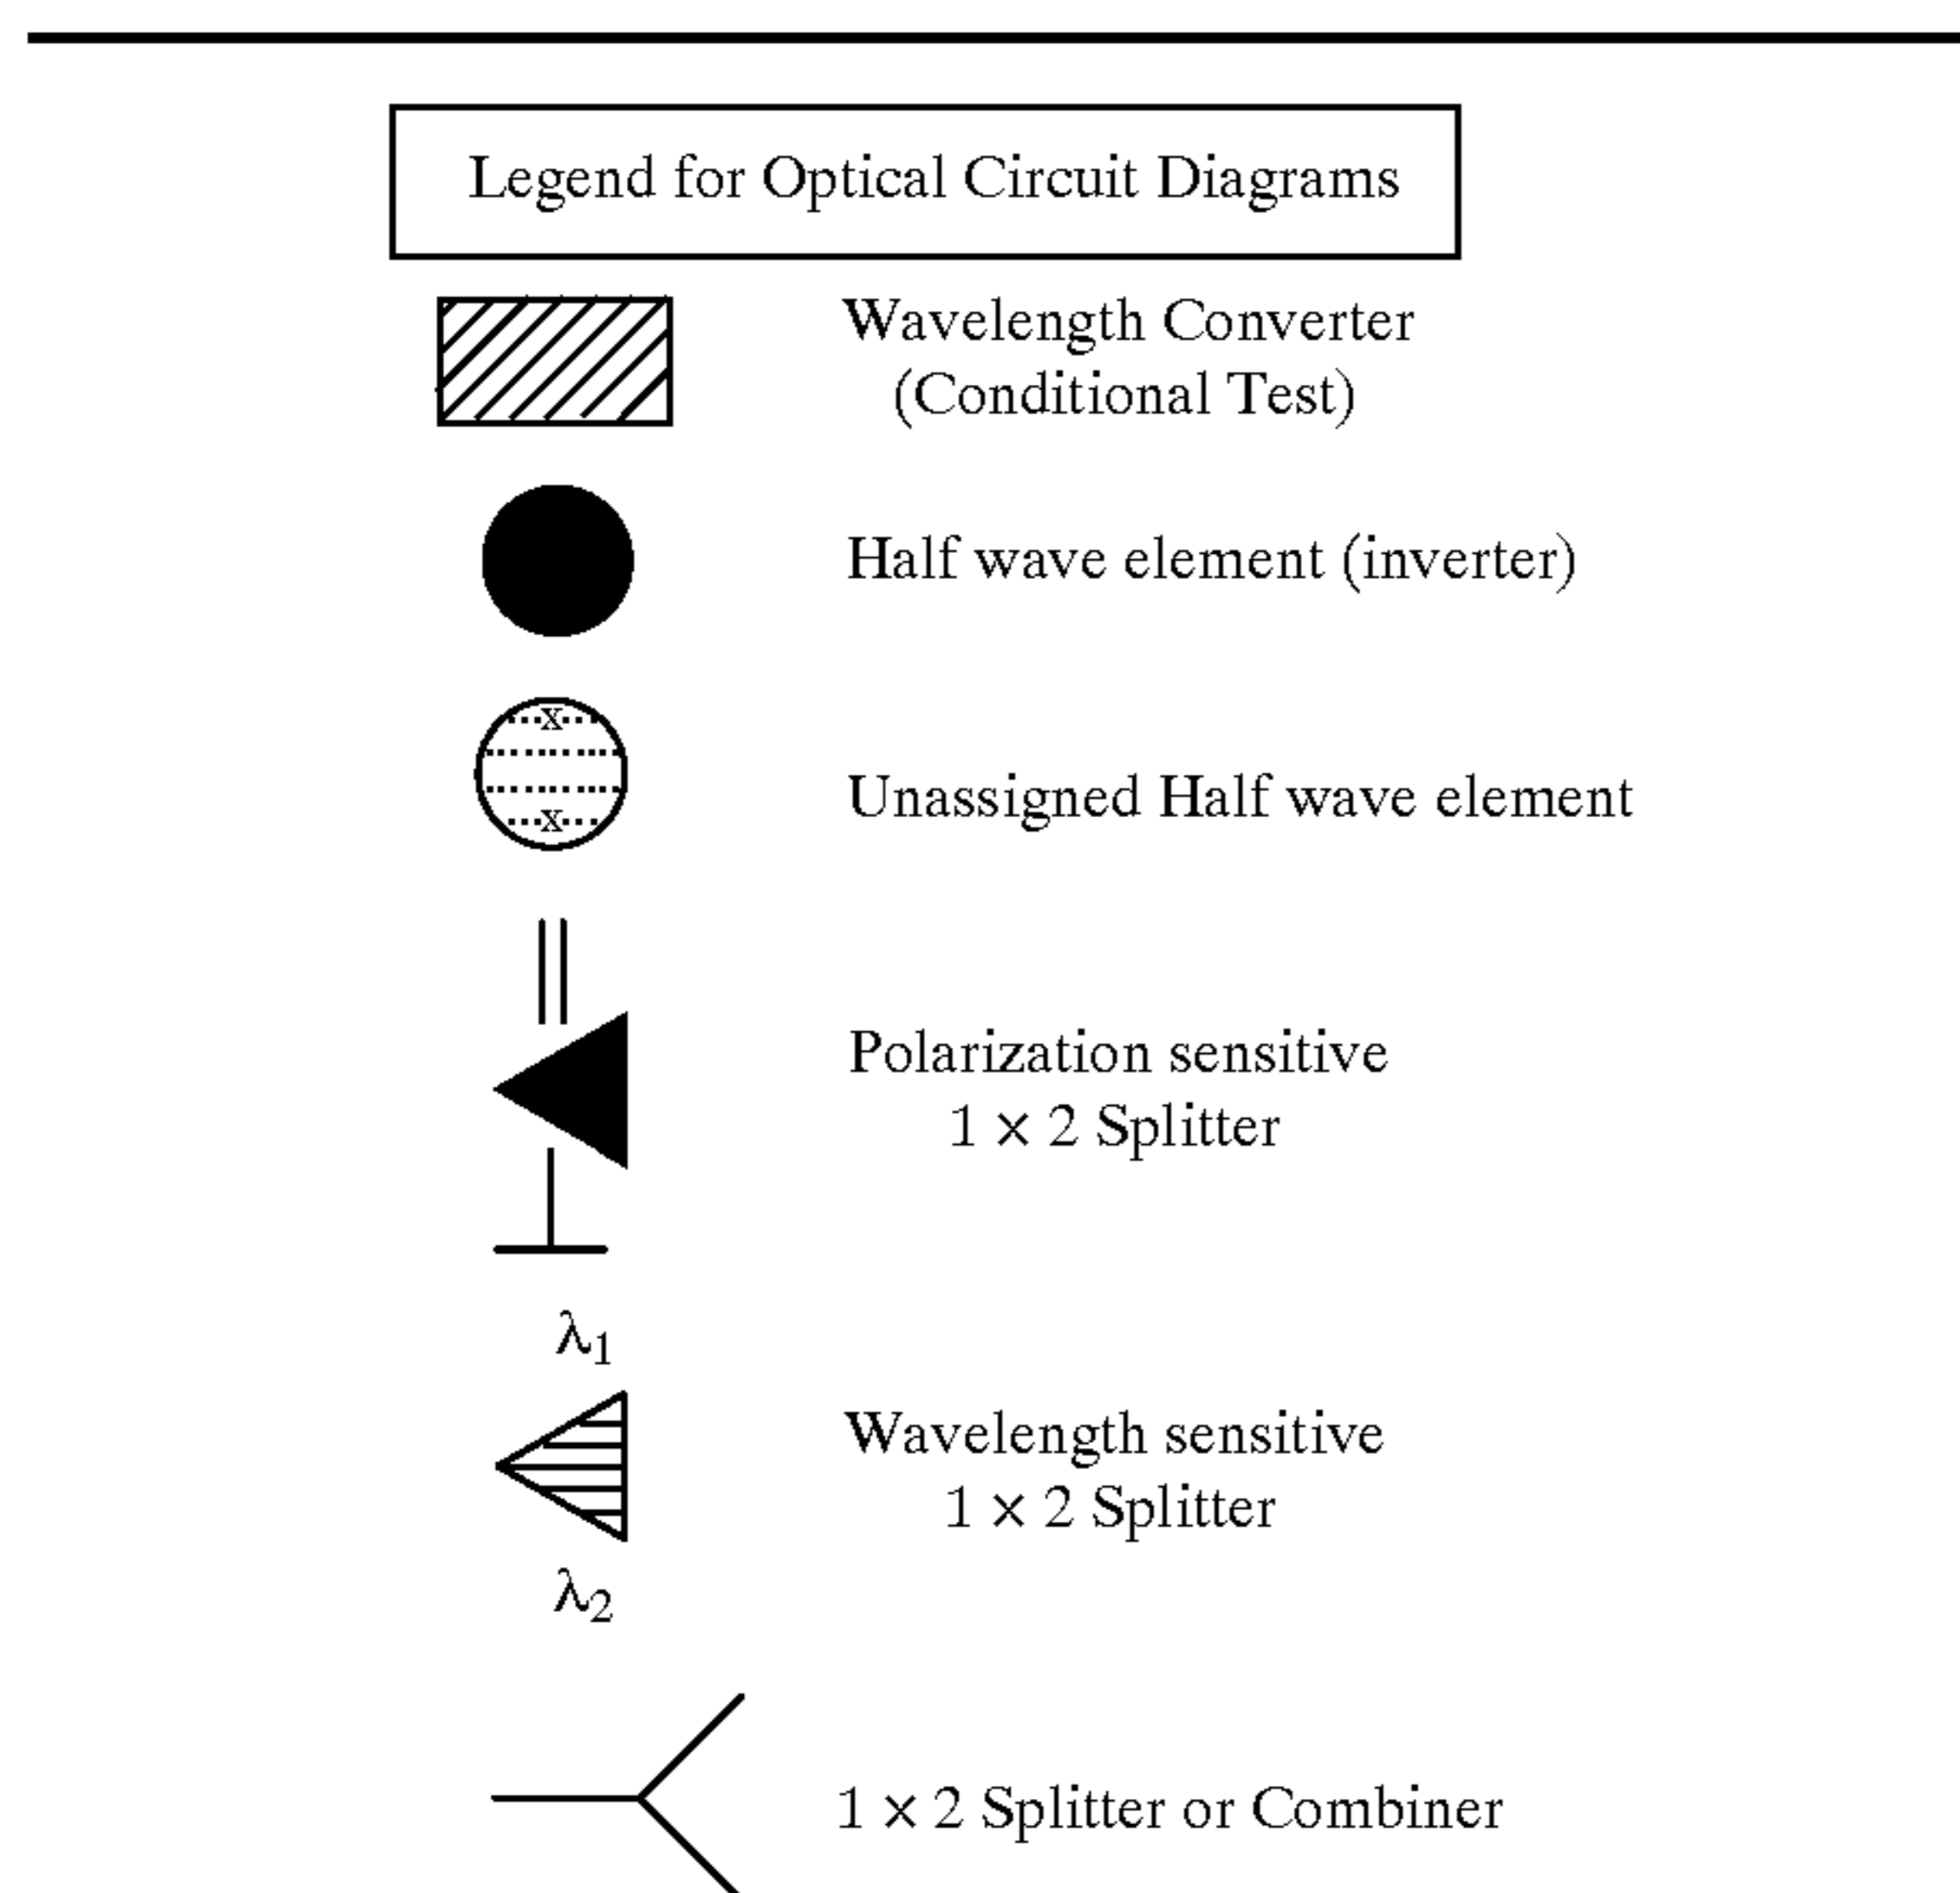 Legend for Optical Circuit Diagrams
Wavelength Converter
(Conditional Test)
Half wave element (inverter)
x
x
Unassigned Half wave element
Polarization sensitive
1 × 2 Splitter
λ1
Wavelength sensitive
1 × 2 Splitter
λ2
1 × 2 Splitter or Combiner